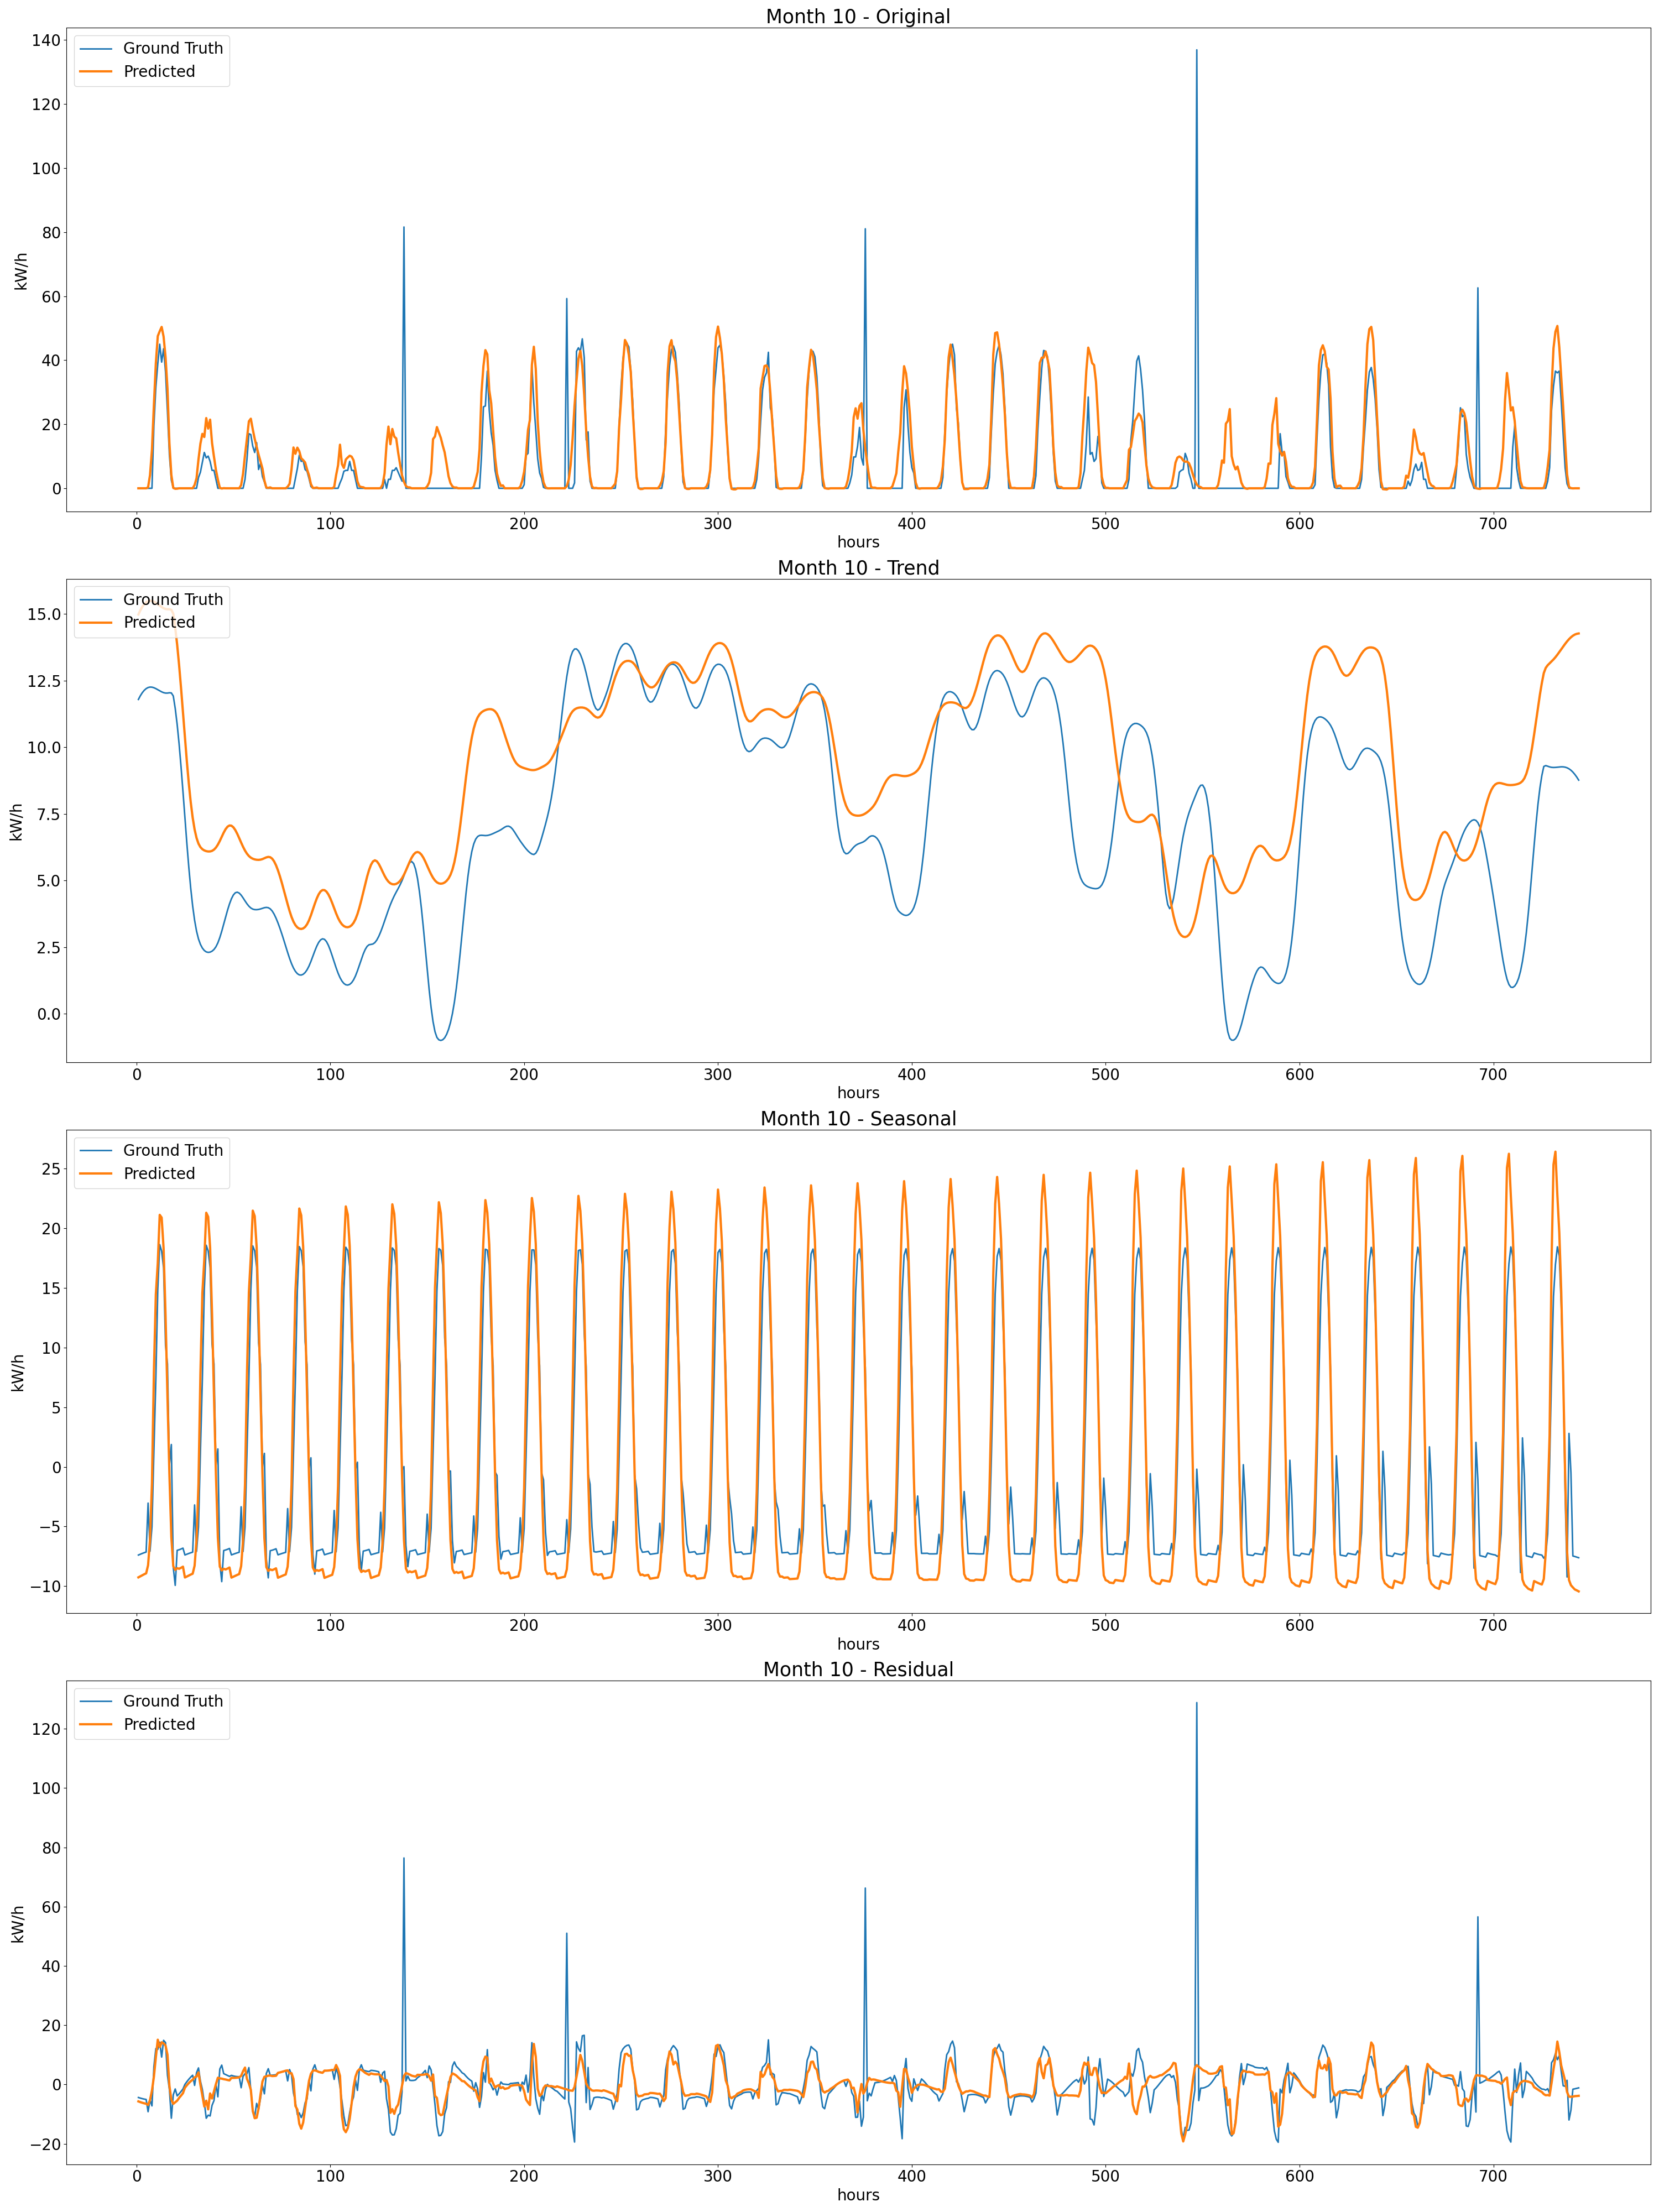 Month 10 - Original
Ground Truth
Predicted
140
120
100
80
60
40
20
0
kW/h
0 100 200 300 400 500 600 700
hours
Month 10 - Trend
Ground Truth
Predicted
15.0
12.5
10.0
7.5
5.0
2.5
0.0
kW/h
0 100 200 300 400 500 600 700
hours
Month 10 - Seasonal
Ground Truth
Predicted
25
20
15
10
5
0
−5
−10
kW/h
0 100 200 300 400 500 600 700
hours
Month 10 - Residual
Ground Truth
Predicted
120
100
80
60
40
20
0
−20
kW/h
0 100 200 300 400 500 600 700
hours